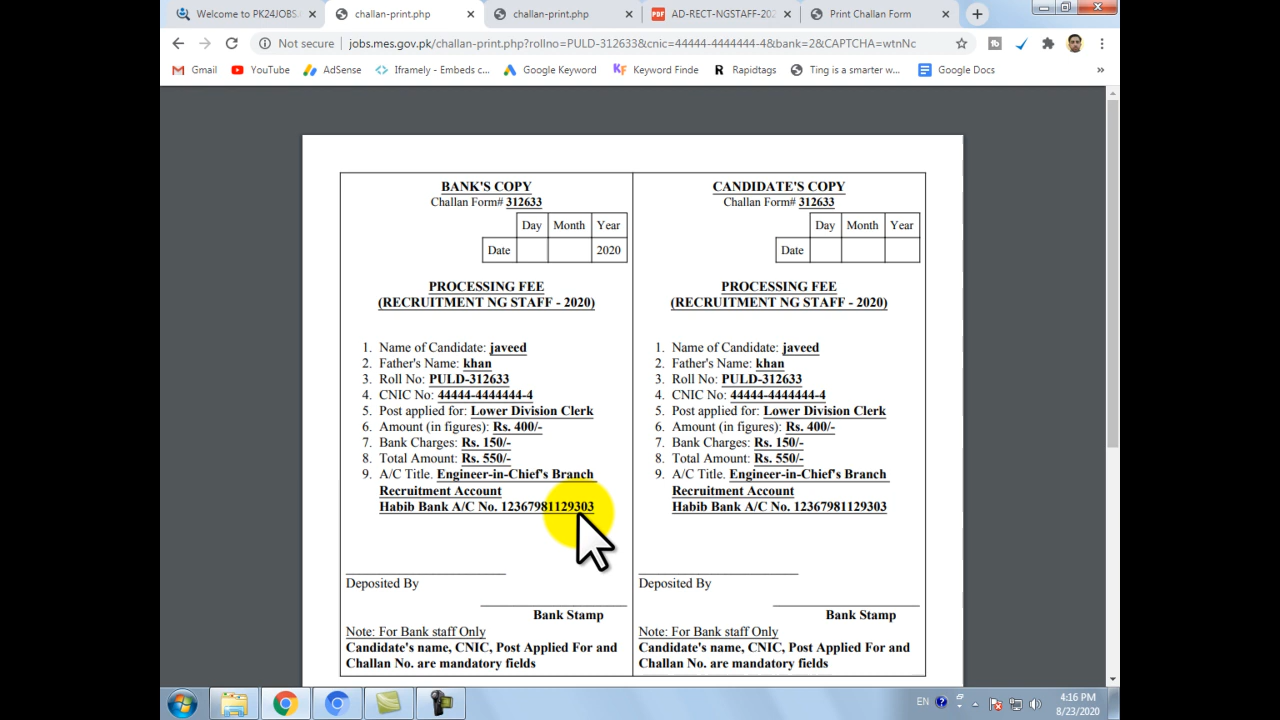 Welcome to PK24JOBS.
challan-print.php
challan-print.php
AD-RECT-NGSTAFF-202
Print Challan Form
Not secure
jobs.mes.gov.pk/challan-print.php?rollno=PULD-312633&cnic=44444-4444444-4&bank=2&CAPTCHA=wtnNc
Gmail
YouTube
AdSense
Iframely - Embeds c...
Google Keyword
Keyword Finde
Rapidtags
Ting is a smarter w...
Google Docs
»
BANK'S COPY
Challan Form# 312633
Day Month Year
Date 2020
PROCESSING FEE
(RECRUITMENT NG STAFF - 2020)
1. Name of Candidate: javeed
2. Father's Name: khan
3. Roll No: PULD-312633
4. CNIC No: 44444-4444444-4
5. Post applied for: Lower Division Clerk
6. Amount (in figures): Rs. 400/-
7. Bank Charges: Rs. 150/-
8. Total Amount: Rs. 550/-
9. A/C Title. Engineer-in-Chief's Branch
Recruitment Account
Habib Bank A/C No. 12367981129303
Deposited By
Bank Stamp
Note: For Bank staff Only
Candidate's name, CNIC, Post Applied For and
Challan No. are mandatory fields
CANDIDATE'S COPY
Challan Form# 312633
Day Month Year
Date
PROCESSING FEE
(RECRUITMENT NG STAFF - 2020)
1. Name of Candidate: javeed
2. Father's Name: khan
3. Roll No: PULD-312633
4. CNIC No: 44444-4444444-4
5. Post applied for: Lower Division Clerk
6. Amount (in figures): Rs. 400/-
7. Bank Charges: Rs. 150/-
8. Total Amount: Rs. 550/-
9. A/C Title. Engineer-in-Chief's Branch
Recruitment Account
Habib Bank A/C No. 12367981129303
Deposited By
Bank Stamp
Note: For Bank staff Only
Candidate's name, CNIC, Post Applied For and
Challan No. are mandatory fields
EN
4:16 PM
8/23/2020